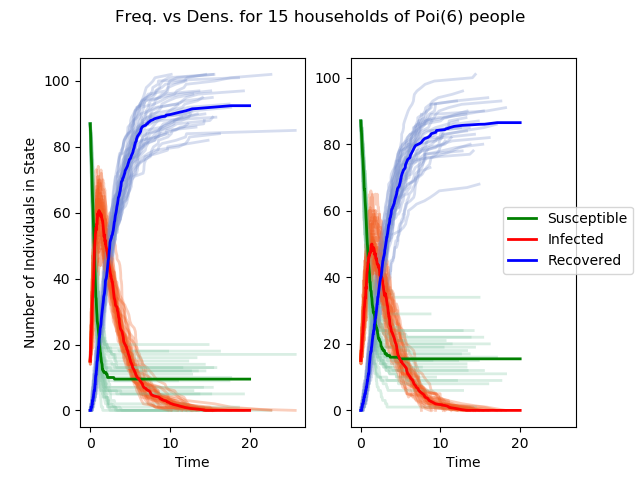 Freq. vs Dens. for 15 households of Poi(6) people
Number of Individuals in State
100
80
60
40
20
0
0
10
20
Time
100
80
60
40
20
0
0
10
20
Time
Susceptible
Infected
Recovered